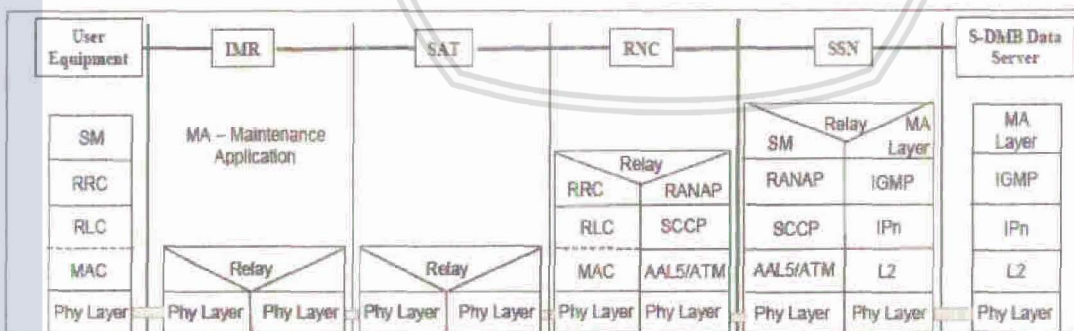 User Equipment
IMR
SAT
RNC
SSN
S-DMB Data Server
SM
RRC
RLC
MAC
Phy Layer
MA – Maintenance Application
Relay
Phy Layer
Phy Layer
Relay
Phy Layer
Phy Layer
Relay
RRC
RANAP
RLC
SCCP
MAC
AAL5/ATM
Phy Layer
Phy Layer
Relay
SM
MA Layer
RANAP
IGMP
SCCP
IPn
AAL5/ATM
L2
Phy Layer
Phy Layer
MA Layer
IGMP
IPn
L2
Phy Layer